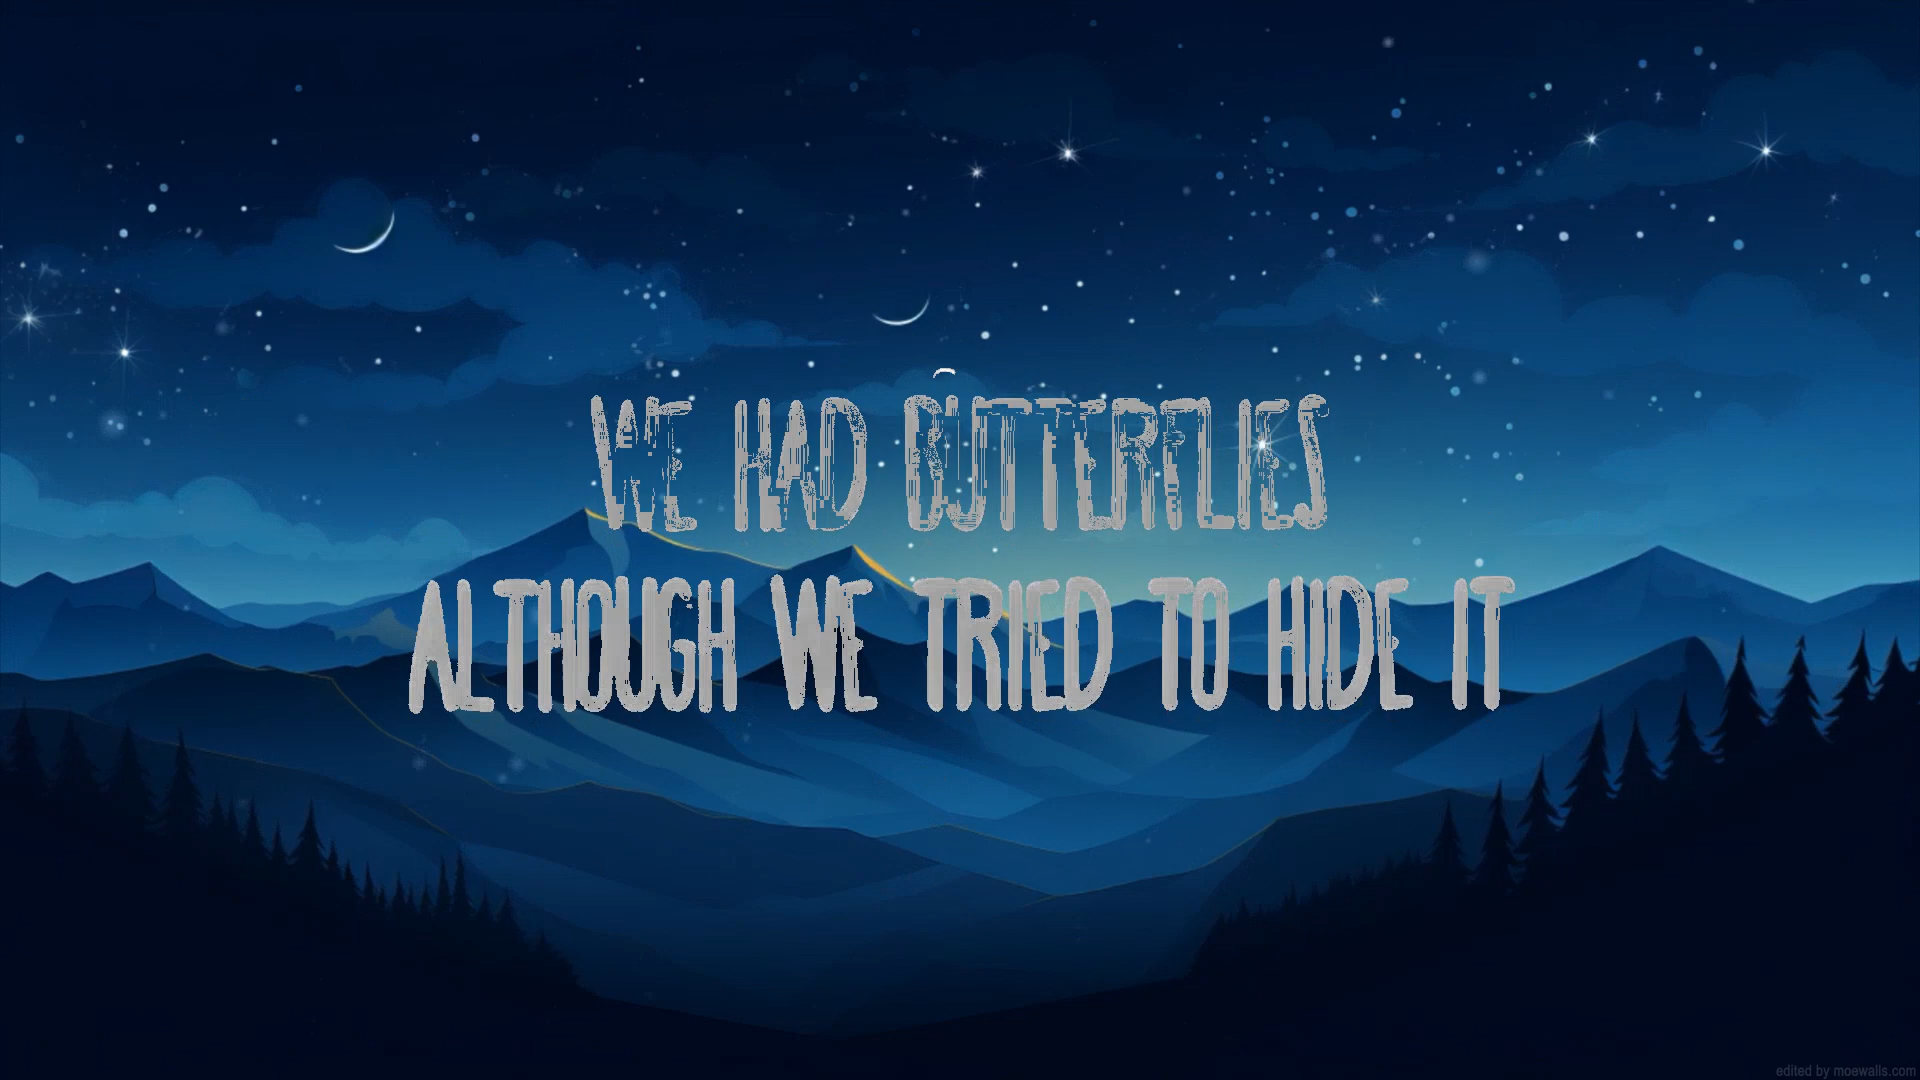 WE HAD BUTTERFLIES
ALTHOUGH WE TRIED TO HIDE IT
edited by moewalls.com